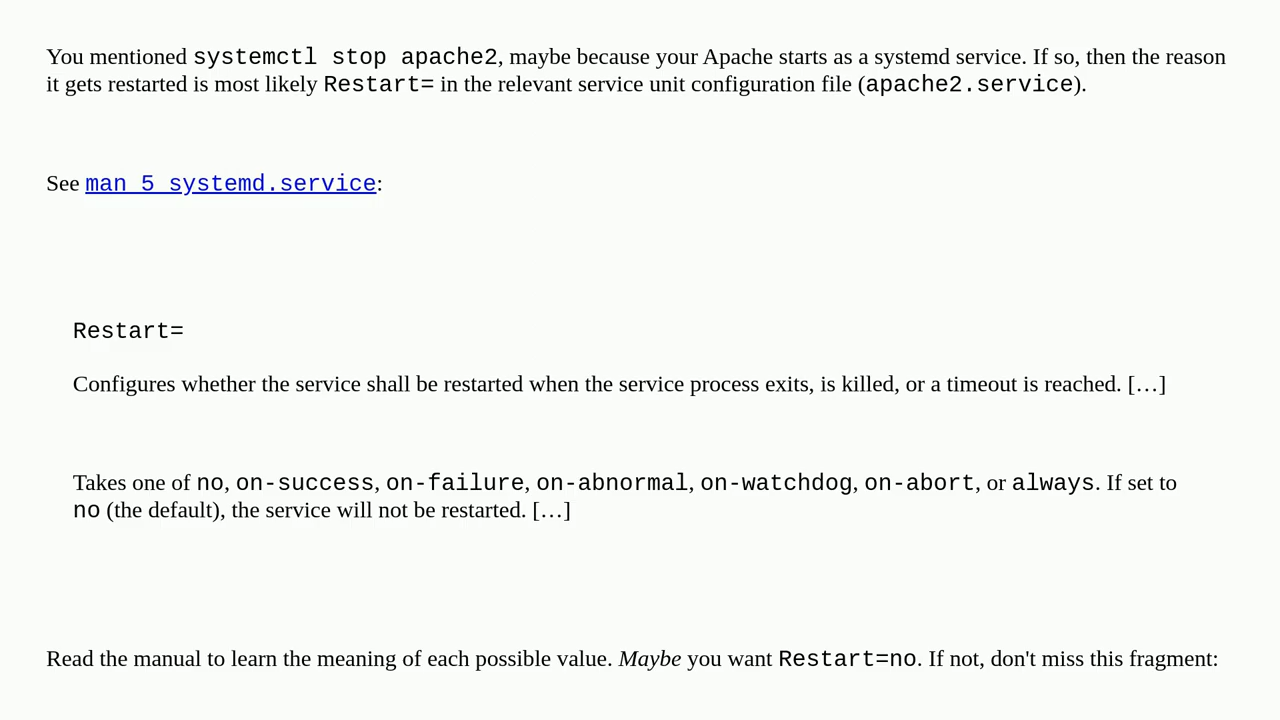 You mentioned systemctl stop apache2, maybe because your Apache starts as a systemd service. If so, then the reason
it gets restarted is most likely Restart= in the relevant service unit configuration file (apache2.service).
See man 5 systemd.service:
Restart=
Configures whether the service shall be restarted when the service process exits, is killed, or a timeout is reached. […]
Takes one of no, on-success, on-failure, on-abnormal, on-watchdog, on-abort, or always. If set to
no (the default), the service will not be restarted. […]
Read the manual to learn the meaning of each possible value. Maybe you want Restart=no. If not, don't miss this fragment: